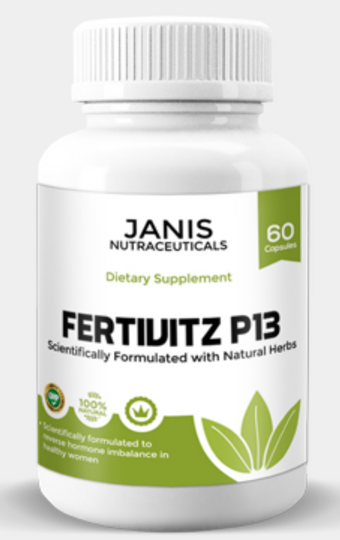 JANIS
NUTRACEUTICALS
60
Capsules
Dietary Supplement
FERTIVITZ P13
Scientifically Formulated with Natural Herbs
100%
NATURAL
• Scientifically formulated to
reverse hormone imbalance in
healthy women